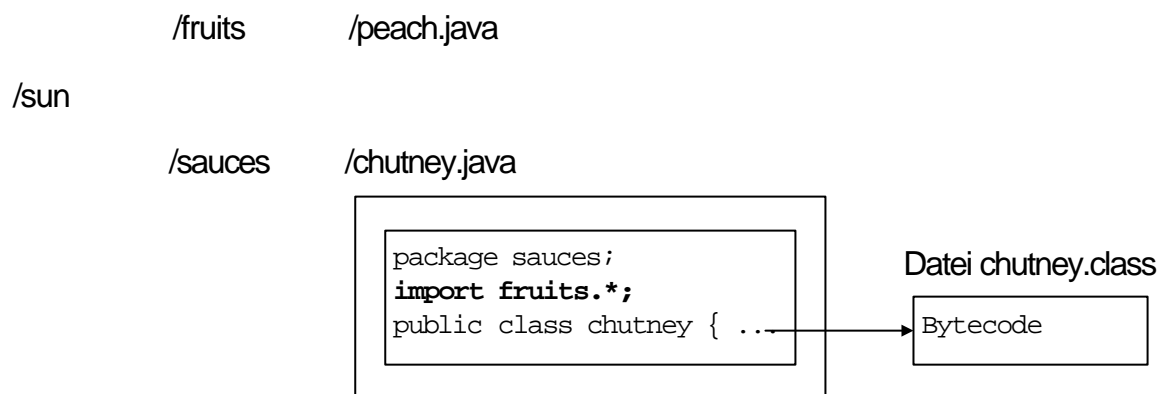 /fruits /peach.java
/sun
/sauces /chutney.java
package sauces;
import fruits.*;
public class chutney { ...
Datei chutney.class
Bytecode